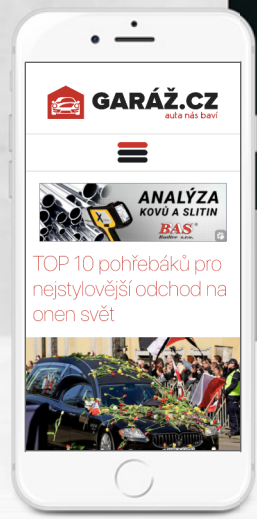 GARÁŽ.CZ
auta nás baví
ANALÝZA
KOVŮ A SLITIN
BAS
TOP 10 pohřebáků pro
nejstylovější odchod na
onen svět